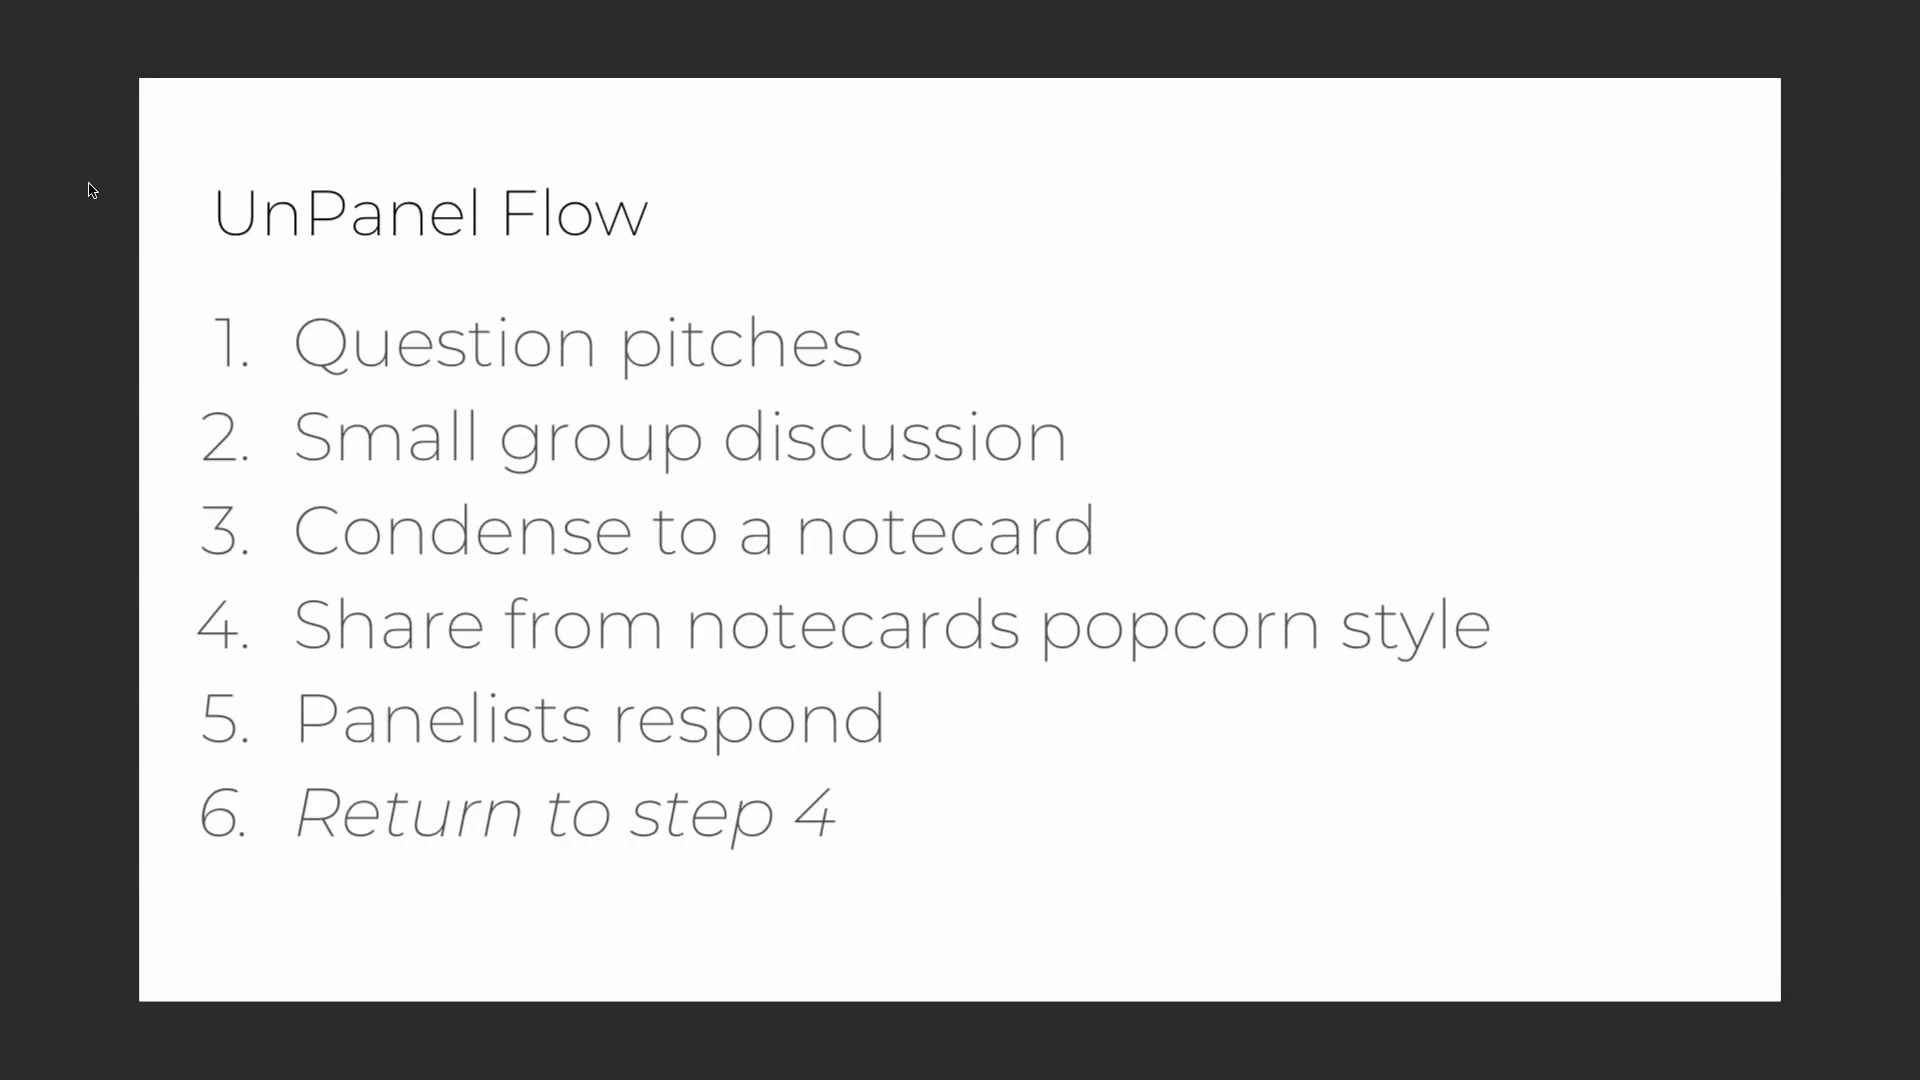 UnPanel Flow
1. Question pitches
2. Small group discussion
3. Condense to a notecard
4. Share from notecards popcorn style
5. Panelists respond
6. Return to step 4